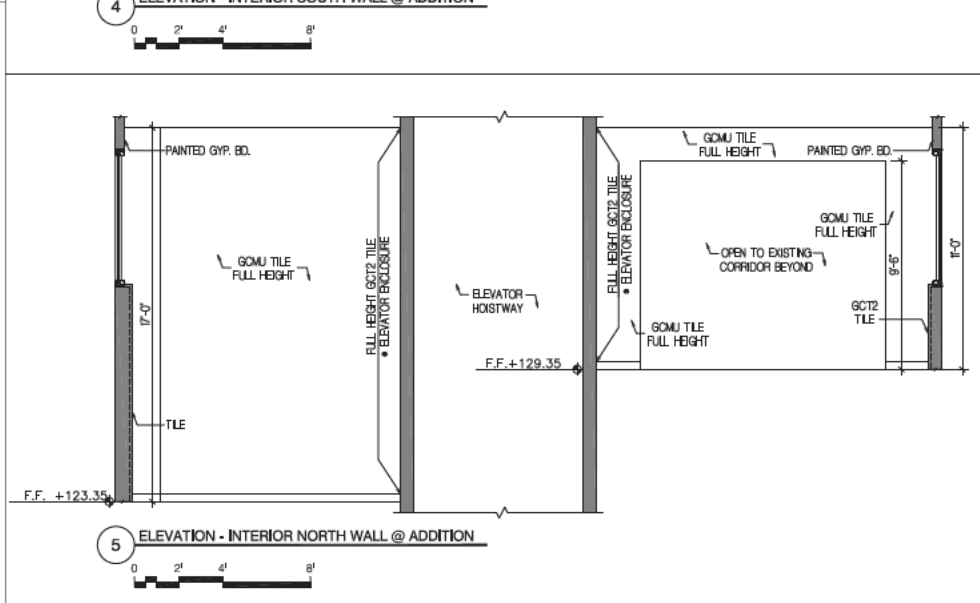 4 ELEVATION - INTERIOR SOUTH WALL @ ADDITION
0 2' 4' 8'
PAINTED GYP. BD.
GCMU TILE
FULL HEIGHT
17'-0"
TILE
F.F. +123.35
FULL HEIGHT GCT2 TILE
@ ELEVATOR ENCLOSURE
ELEVATOR
HOISTWAY
F.F.+129.35
FULL HEIGHT GCT2 TILE
@ ELEVATOR ENCLOSURE
GCMU TILE
FULL HEIGHT
PAINTED GYP. BD.
GCMU TILE
FULL HEIGHT
OPEN TO EXISTING
CORRIDOR BEYOND
9'-6"
11'-0"
GCT2
TILE
GCMU TILE
FULL HEIGHT
5 ELEVATION - INTERIOR NORTH WALL @ ADDITION
0 2' 4' 8'